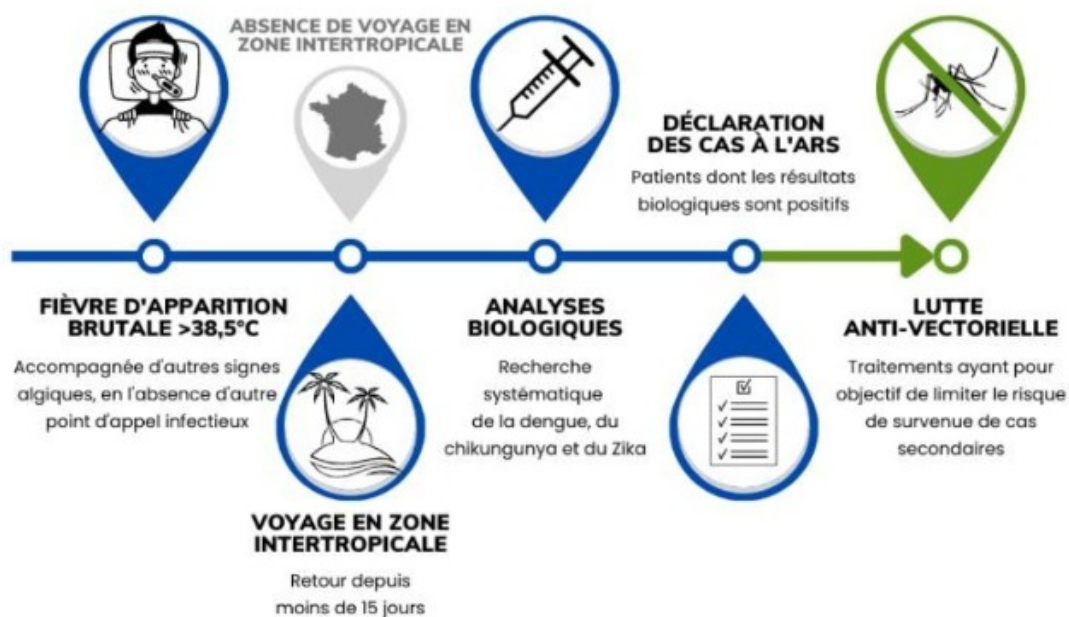 ABSENCE DE VOYAGE EN
ZONE INTERTROPICALE
DÉCLARATION
DES CAS À L'ARS
Patients dont les résultats
biologiques sont positifs
FIÈVRE D'APPARITION
BRUTALE >38,5°C
Accompagnée d'autres signes
algiques, en l'absence d'autre
point d'appel infectieux
VOYAGE EN ZONE
INTERTROPICALE
Retour depuis
moins de 15 jours
ANALYSES
BIOLOGIQUES
Recherche
systématique
de la dengue, du
chikungunya et du Zika
LUTTE
ANTI-VECTORIELLE
Traitements ayant pour
objectif de limiter le risque
de survenue de cas
secondaires